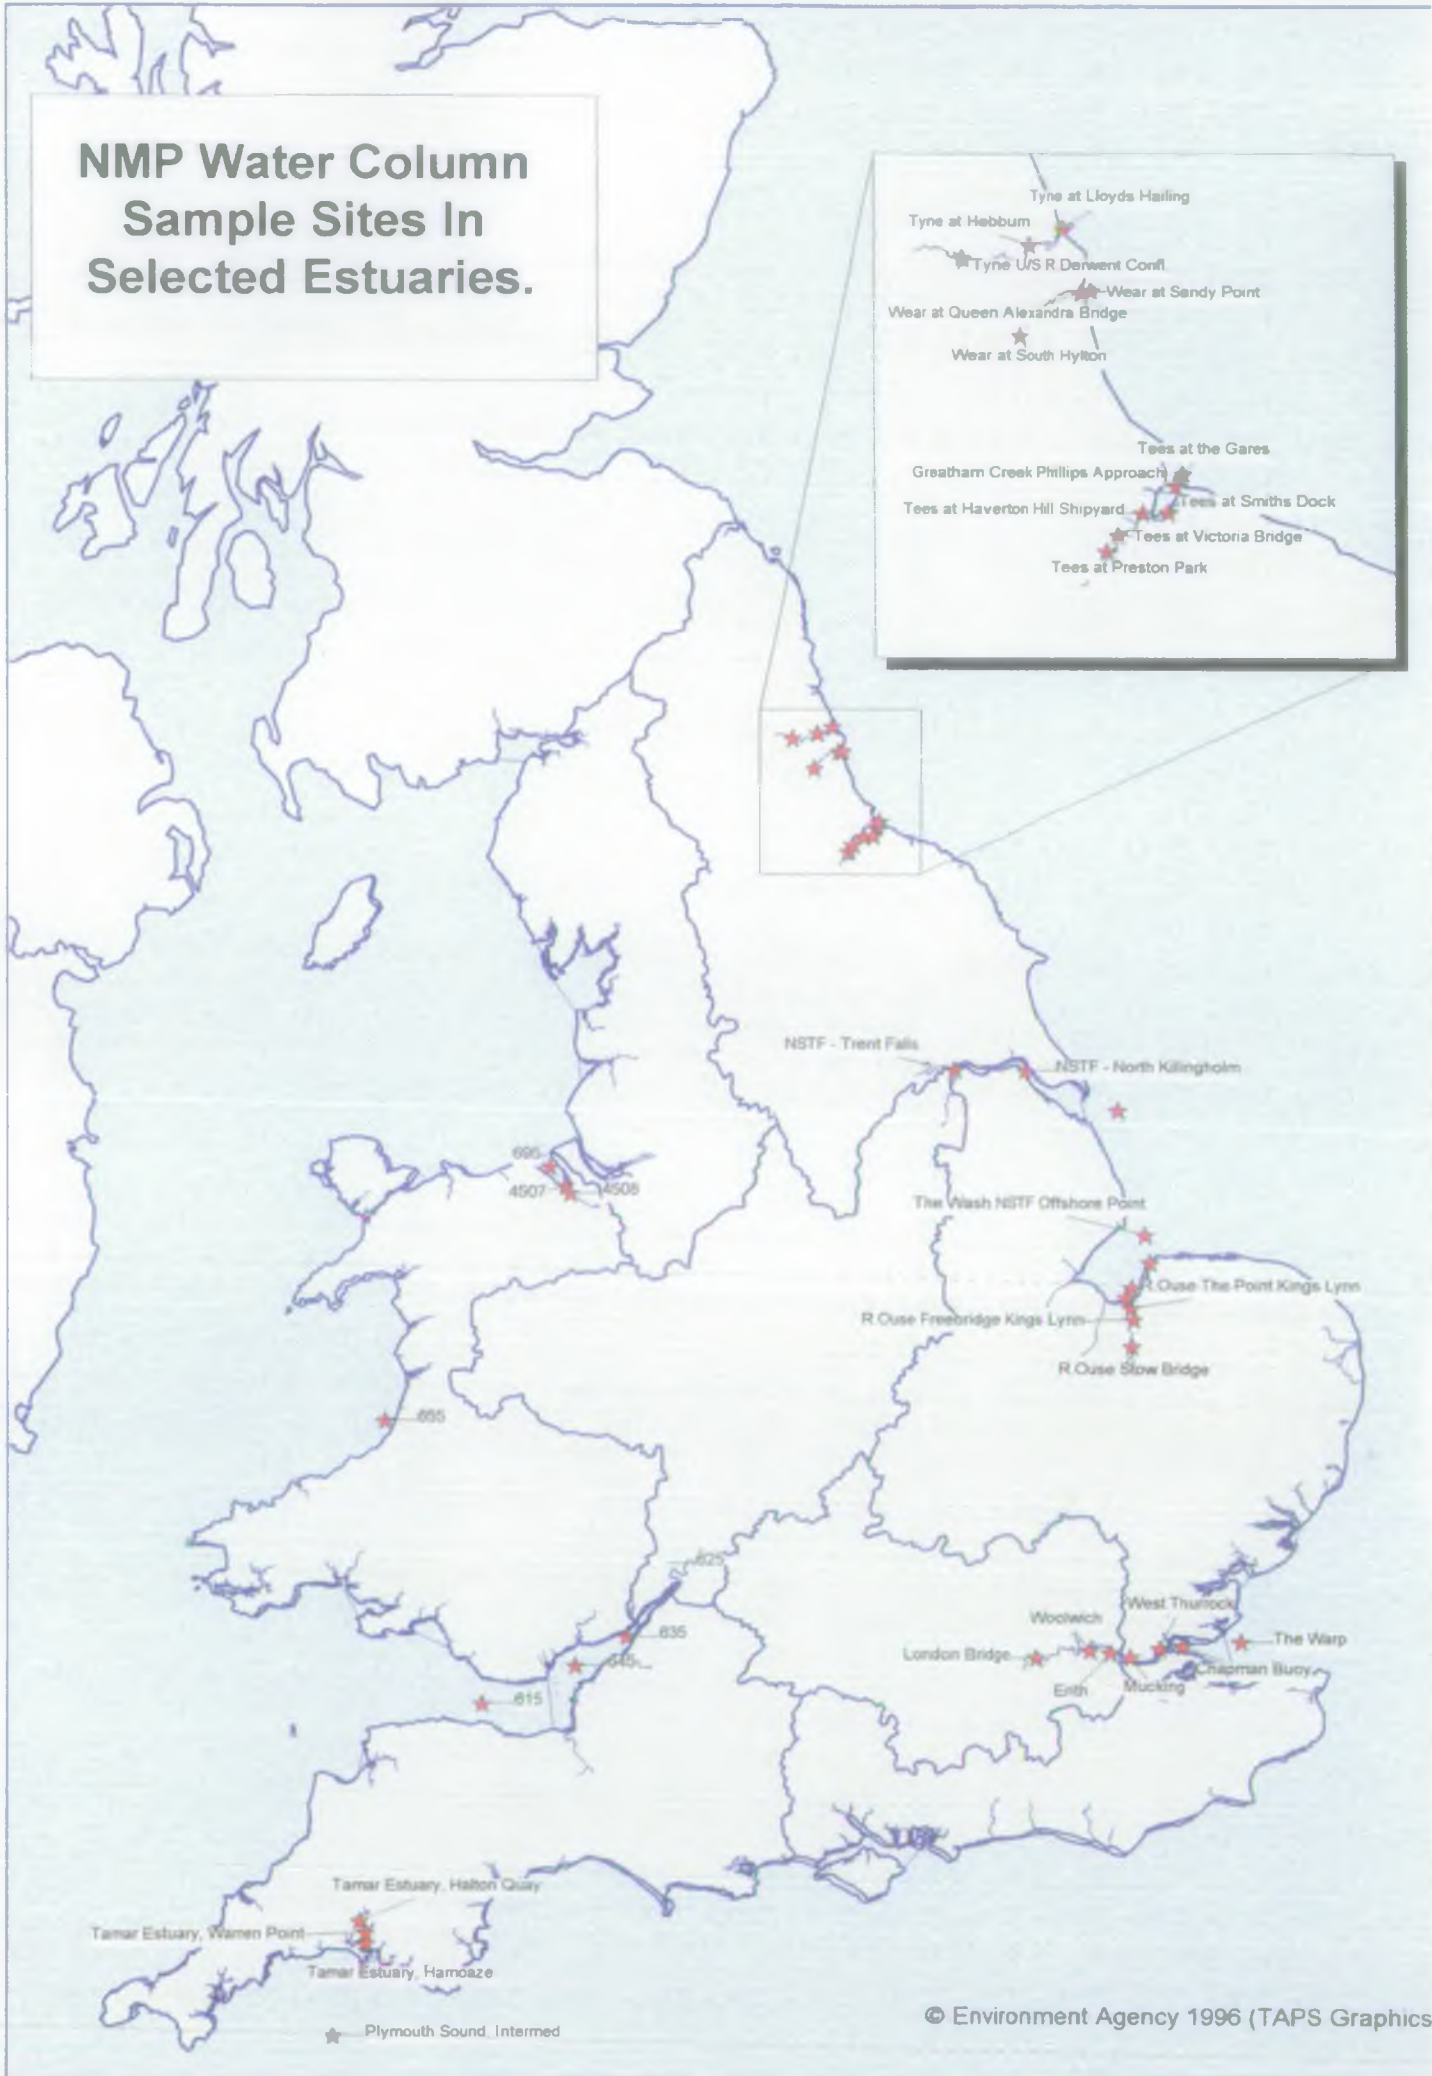 NMP Water Column
Sample Sites In
Selected Estuaries.
Tyne at Lloyds Hailing
Tyne at Hebburn
Tyne U/S R Derwent Confl
Wear at Sandy Point
Wear at Queen Alexandra Bridge
Wear at South Hylton
Tees at the Gares
Greatham Creek Phillips Approach
Tees at Smiths Dock
Tees at Haverton Hill Shipyard
Tees at Victoria Bridge
Tees at Preston Park
NSTF - Trent Falls
NSTF - North Killingholm
695
4507
4508
The Wash NSTF Offshore Point
R.Ouse The Point Kings Lynn
R.Ouse Freebridge Kings Lynn
R.Ouse Stow Bridge
655
625
635
645
615
West Thurrock
Woolwich
London Bridge
The Warp
Chapman Buoy
Mucking
Erith
Tamar Estuary, Halton Quay
Tamar Estuary, Warren Point
Tamar Estuary, Hamoaze
Plymouth Sound Intermed
© Environment Agency 1996 (TAPS Graphics